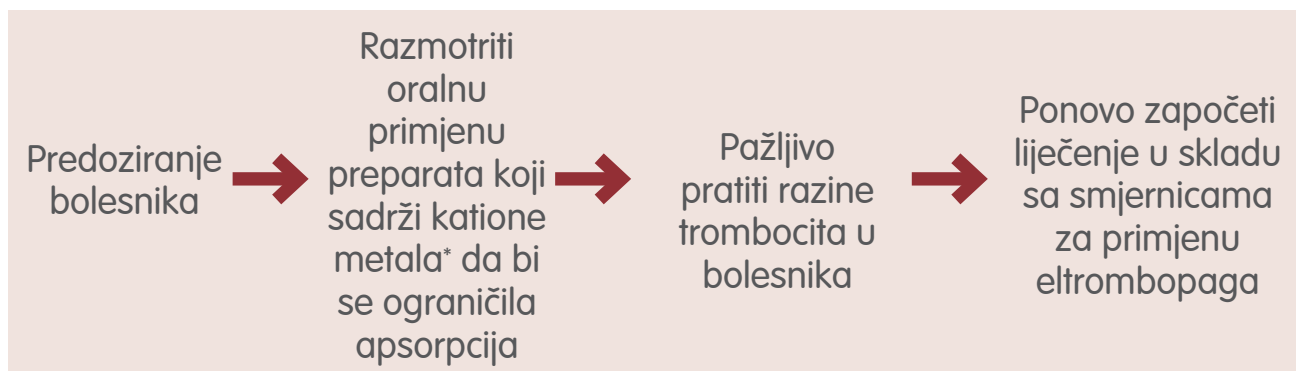 Predoziranje
bolesnika
Razmotriti
oralnu
primjenu
preparata koji
sadrži katione
metala* da bi
se ograničila
apsorpcija
Pažljivo
pratiti razine
trombocita u
bolesnika
Ponovo započeti
liječenje u skladu
sa smjernicama
za primjenu
eltrombopaga